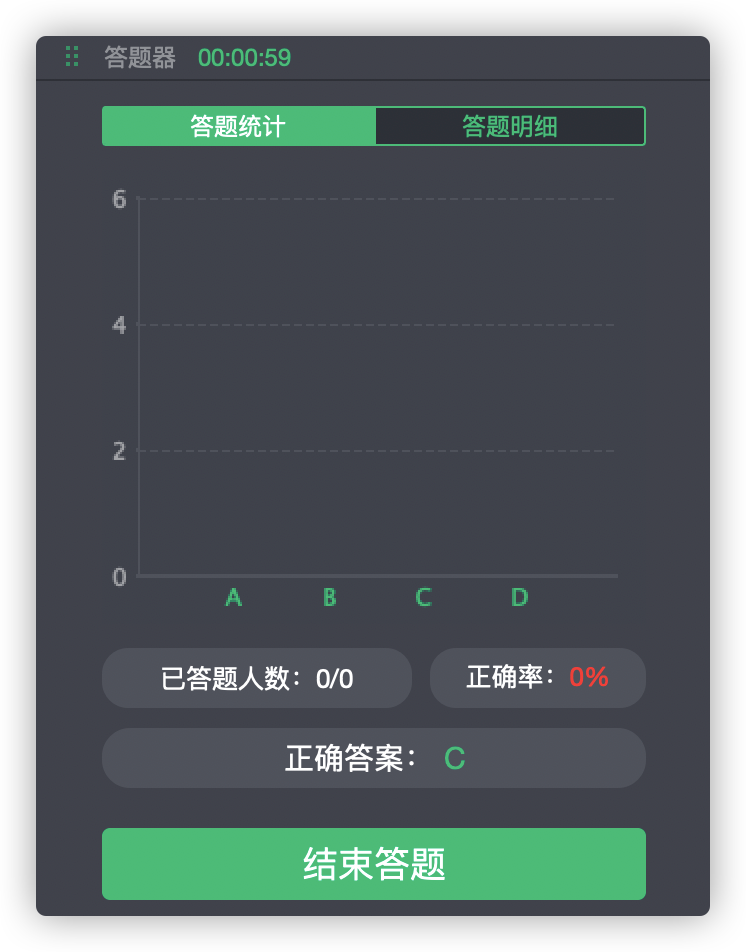 答题器 00:00:59
答题统计 答题明细
6
4
2
0
A B C D
已答题人数：0/0 正确率：0%
正确答案： C
结束答题